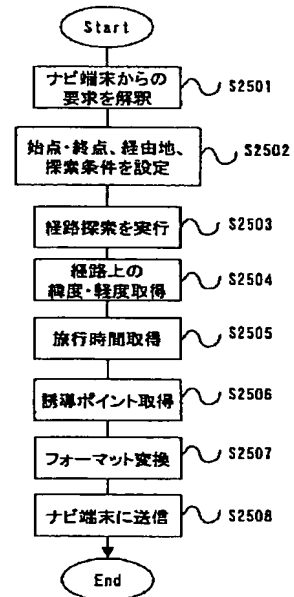 Start
ナビ端末からの
要求を解釈
S2501
始点・終点、経由地、
探索条件を設定
S2502
経路探索を実行
S2503
経路上の
緯度・軽度取得
S2504
旅行時間取得
S2505
誘導ポイント取得
S2506
フォーマット変換
S2507
ナビ端末に送信
S2508
End